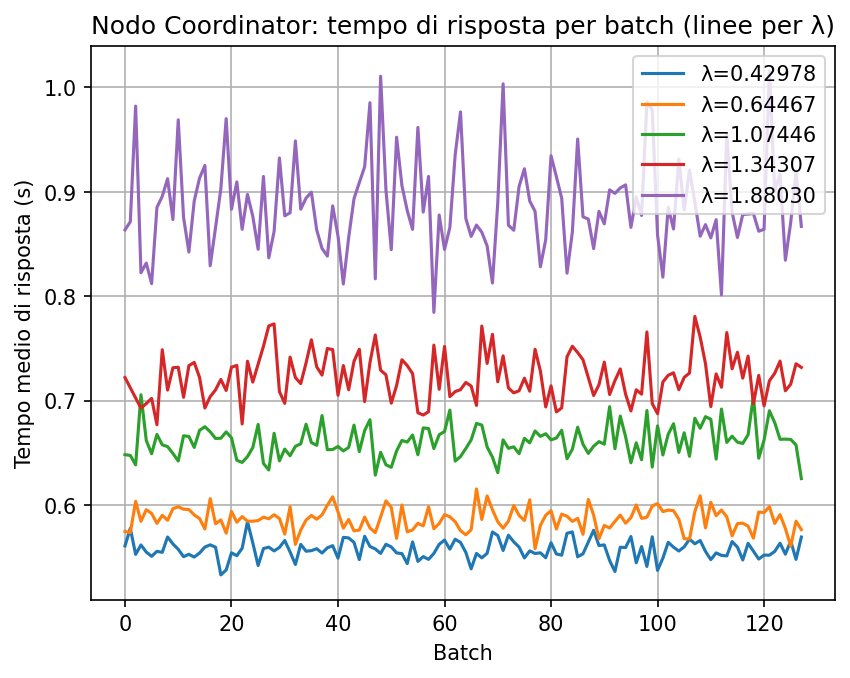 Nodo Coordinator: tempo di risposta per batch (linee per λ)
λ=0.42978
λ=0.64467
λ=1.07446
λ=1.34307
λ=1.88030
Tempo medio di risposta (s)
1.0
0.9
0.8
0.7
0.6
0 20 40 60 80 100 120
Batch